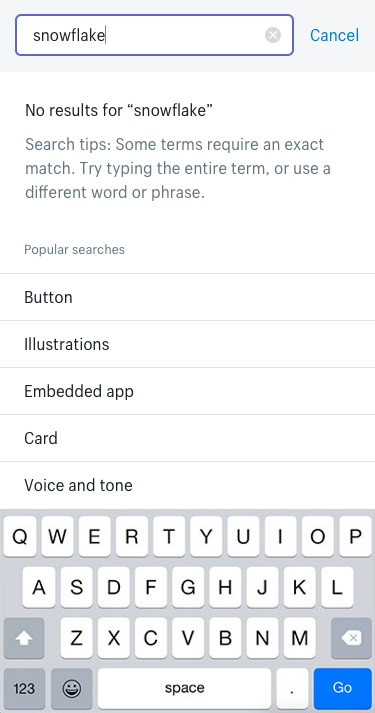 snowflake Cancel
No results for “snowflake”
Search tips: Some terms require an exact
match. Try typing the entire term, or use a
different word or phrase.
Popular searches
Button
Illustrations
Embedded app
Card
Voice and tone
Q W E R T Y U I O P
A S D F G H J K L
Z X C V B N M
123 space . Go